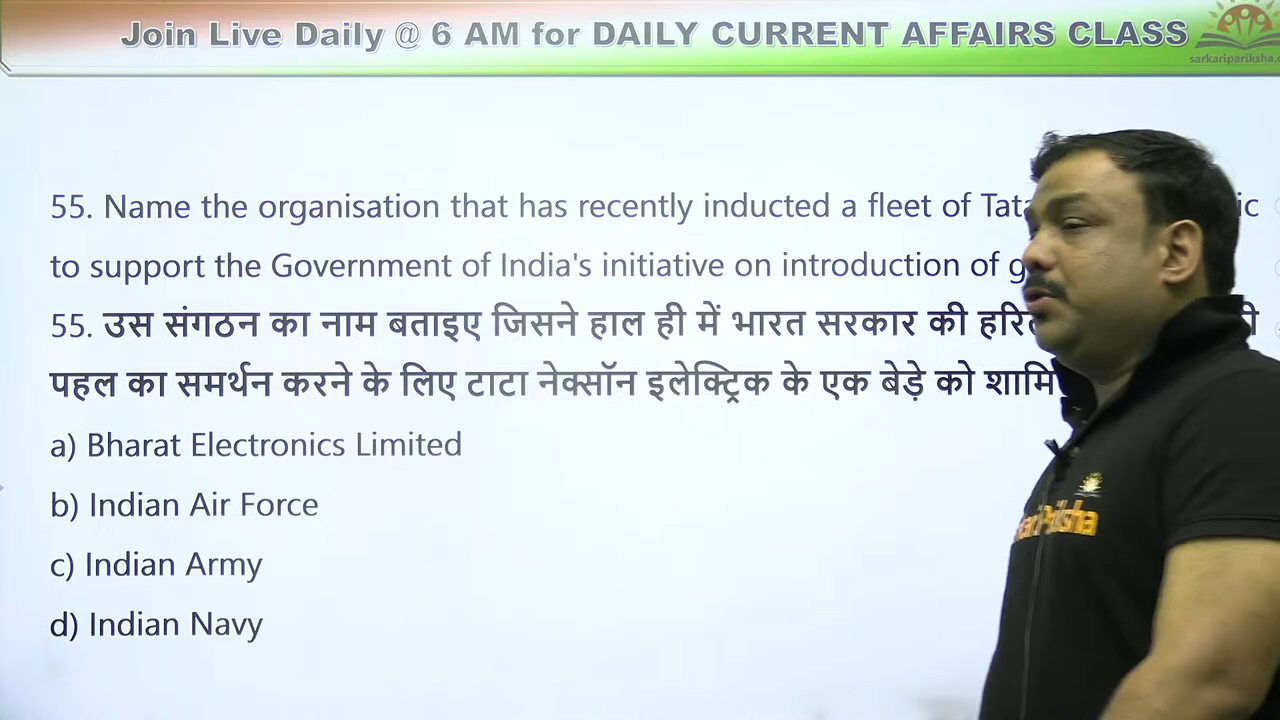 Join Live Daily @ 6 AM for DAILY CURRENT AFFAIRS CLASS
sarkaripariksha.
55. Name the organisation that has recently inducted a fleet of Tata
to support the Government of India's initiative on introduction of
55. उस संगठन का नाम बताइए जिसने हाल ही में भारत सरकार की
पहल का समर्थन करने के लिए टाटा नेक्सॉन इलेक्ट्रिक के एक बेड़े को
a) Bharat Electronics Limited
b) Indian Air Force
c) Indian Army
d) Indian Navy